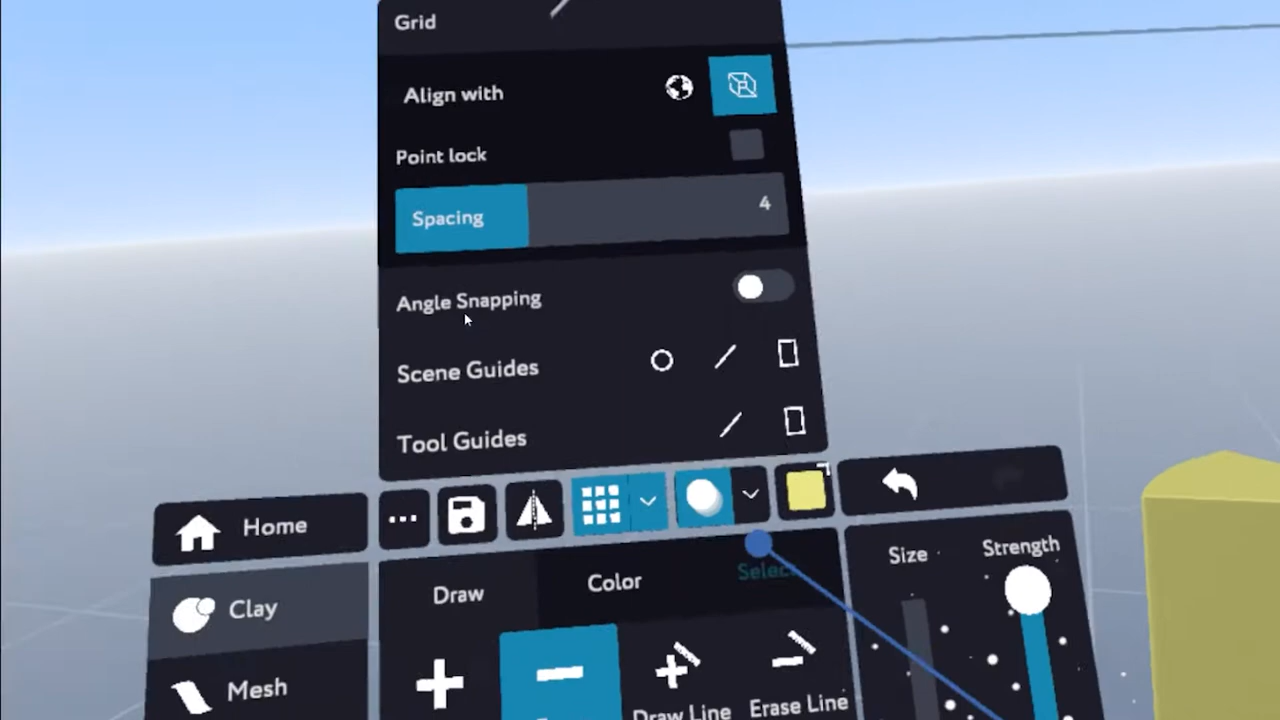 Grid
Align with
Point lock
Spacing 4
Angle Snapping
Scene Guides
Tool Guides
Home
Clay
Mesh
Draw Color Select
Draw Line Erase Line
Size Strength